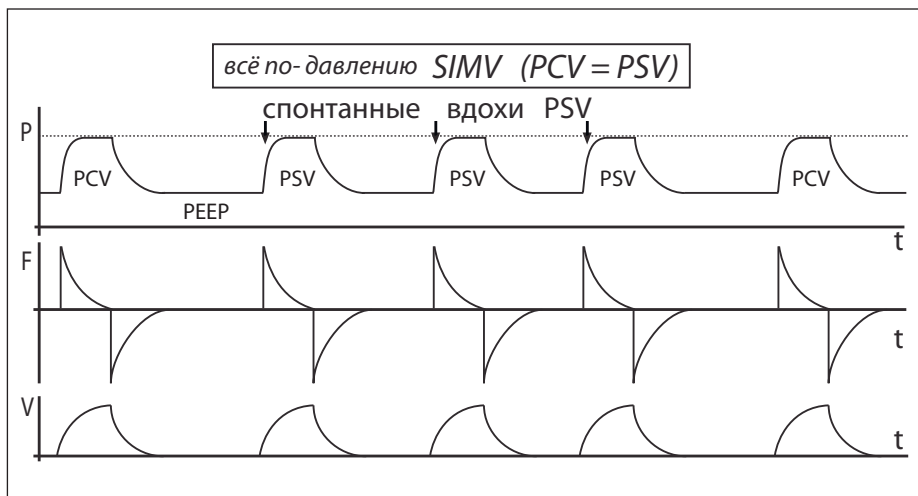 всё по- давлению SIMV (PCV = PSV)
спонтанные вдохи PSV
P
PCV PSV PSV PSV PCV
PEEP
t
F
t
V
t